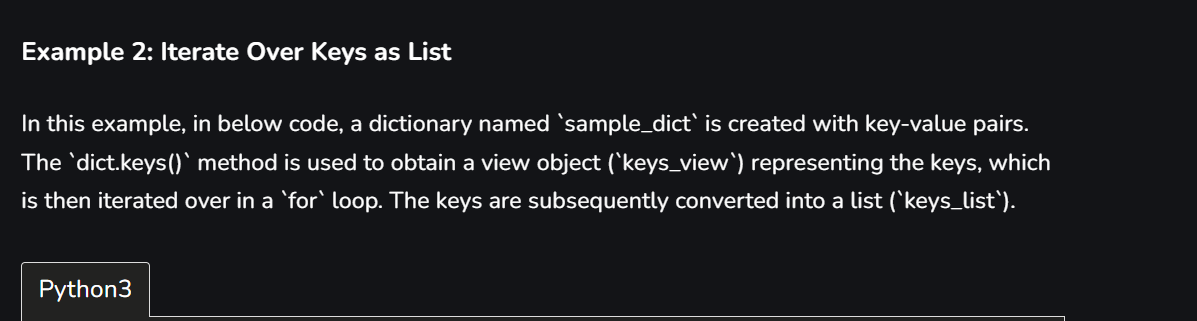 Example 2: Iterate Over Keys as List
In this example, in below code, a dictionary named `sample_dict` is created with key-value pairs.
The `dict.keys()` method is used to obtain a view object (`keys_view`) representing the keys, which
is then iterated over in a `for` loop. The keys are subsequently converted into a list (`keys_list`).
Python3